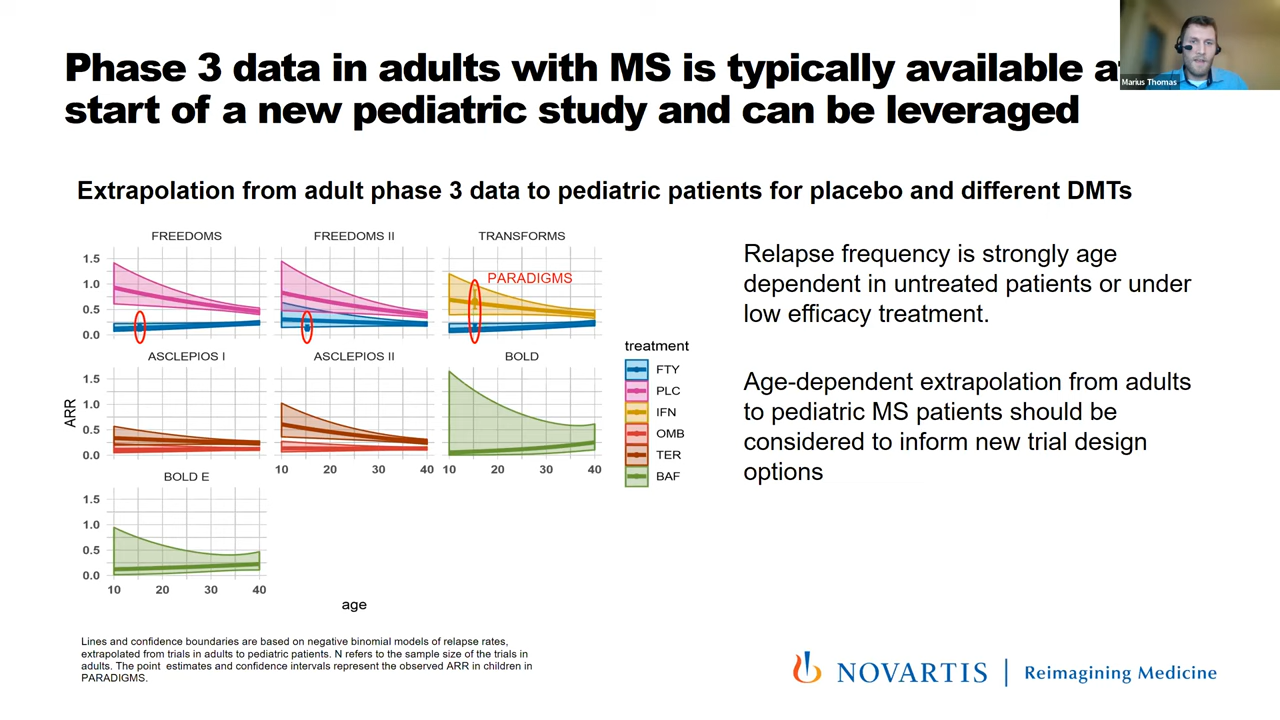 Phase 3 data in adults with MS is typically available at
start of a new pediatric study and can be leveraged
Marius Thomas
Extrapolation from adult phase 3 data to pediatric patients for placebo and different DMTs
FREEDOMS
FREEDOMS II
TRANSFORMS
1.5
1.0
0.5
0.0
PARADIGMS
ASCLEPIOS I
ASCLEPIOS II
BOLD
1.5
1.0
0.5
0.0
10 20 30 40
10 20 30 40
BOLD E
1.5
1.0
0.5
0.0
10 20 30 40
ARR
age
treatment
FTY
PLC
IFN
OMB
TER
BAF
Relapse frequency is strongly age
dependent in untreated patients or under
low efficacy treatment.
Age-dependent extrapolation from adults
to pediatric MS patients should be
considered to inform new trial design
options
Lines and confidence boundaries are based on negative binomial models of relapse rates,
extrapolated from trials in adults to pediatric patients. N refers to the sample size of the trials in
adults. The point estimates and confidence intervals represent the observed ARR in children in
PARADIGMS.
NOVARTIS | Reimagining Medicine